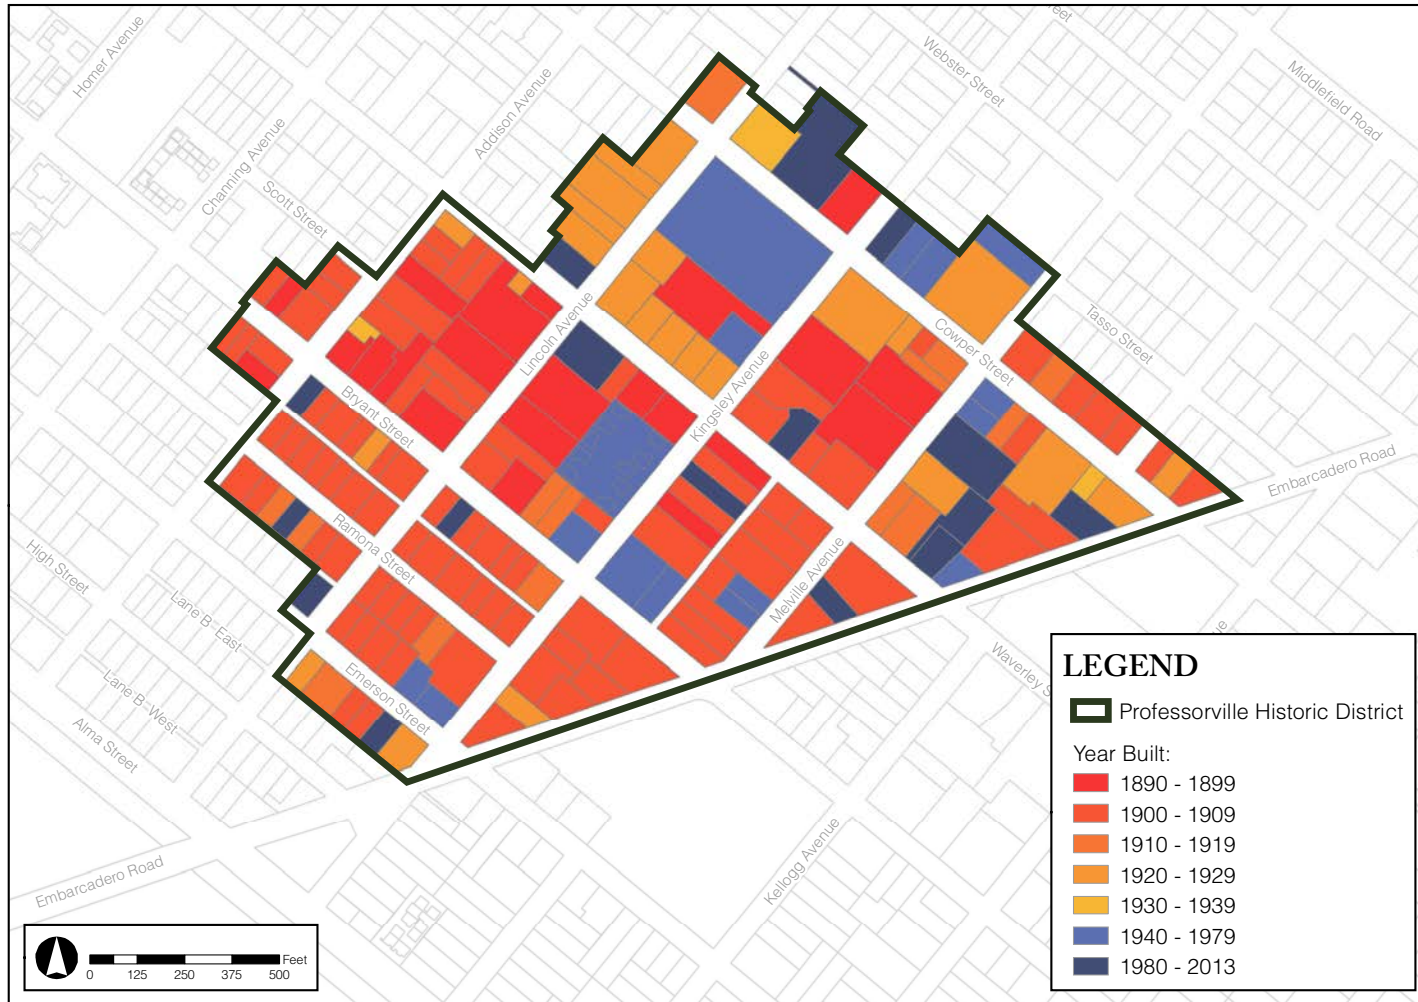 Homer Avenue
Channing Avenue
Scott Street
Addison Avenue
Webster Street
Middlefield Road
eet
Lincoln Avenue
Bryant Street
Kingsley Avenue
Cowper Street
Tasso Street
Embarcadero Road
Ramona Street
Melville Avenue
High Street
Lane B East
Lane B West
Alma Street
Emerson Street
Waverley S
ue
Kellogg Avenue
Embarcadero Road
LEGEND
Professorville Historic District
Year Built:
1890 - 1899
1900 - 1909
1910 - 1919
1920 - 1929
1930 - 1939
1940 - 1979
1980 - 2013
Feet
0 125 250 375 500